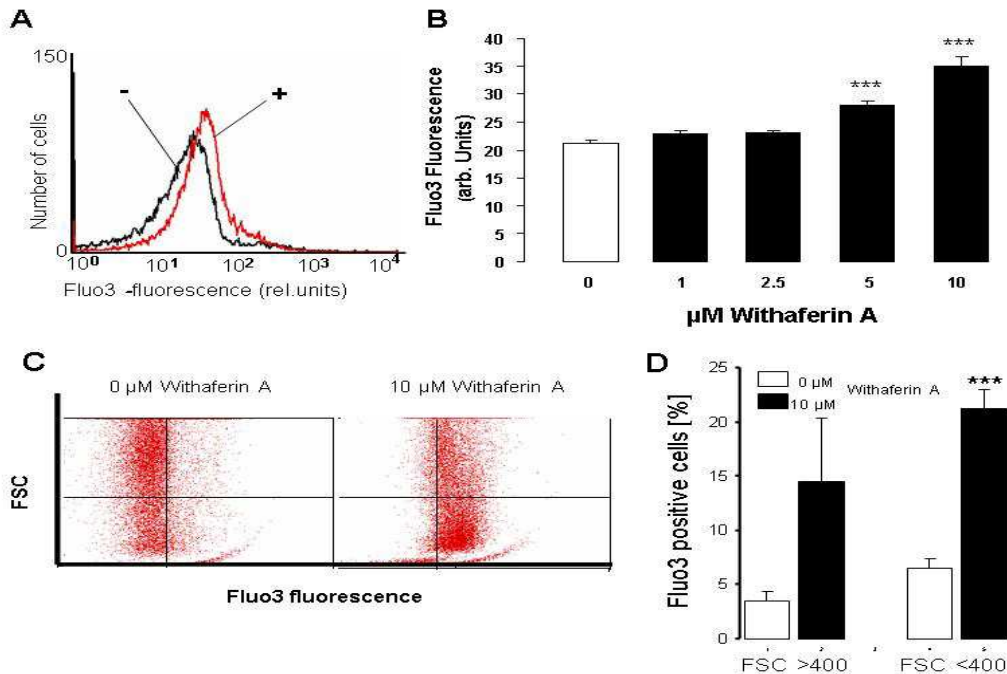 A
150
Number of cells
0
-
+
10^0 10^1 10^2 10^3 10^4
Fluo3 -fluorescence (rel.units)
B
Fluo3 Fluorescence
(arb. Units)
40
35
30
25
20
15
10
5
0
***
***
0 1 2.5 5 10
µM Withaferin A
C
0 µM Withaferin A
10 µM Withaferin A
FSC
Fluo3 fluorescence
D
Fluo3 positive cells [%]
25
20
15
10
5
0
0 µM
Withaferin A
10 µM
***
FSC >400
FSC <400